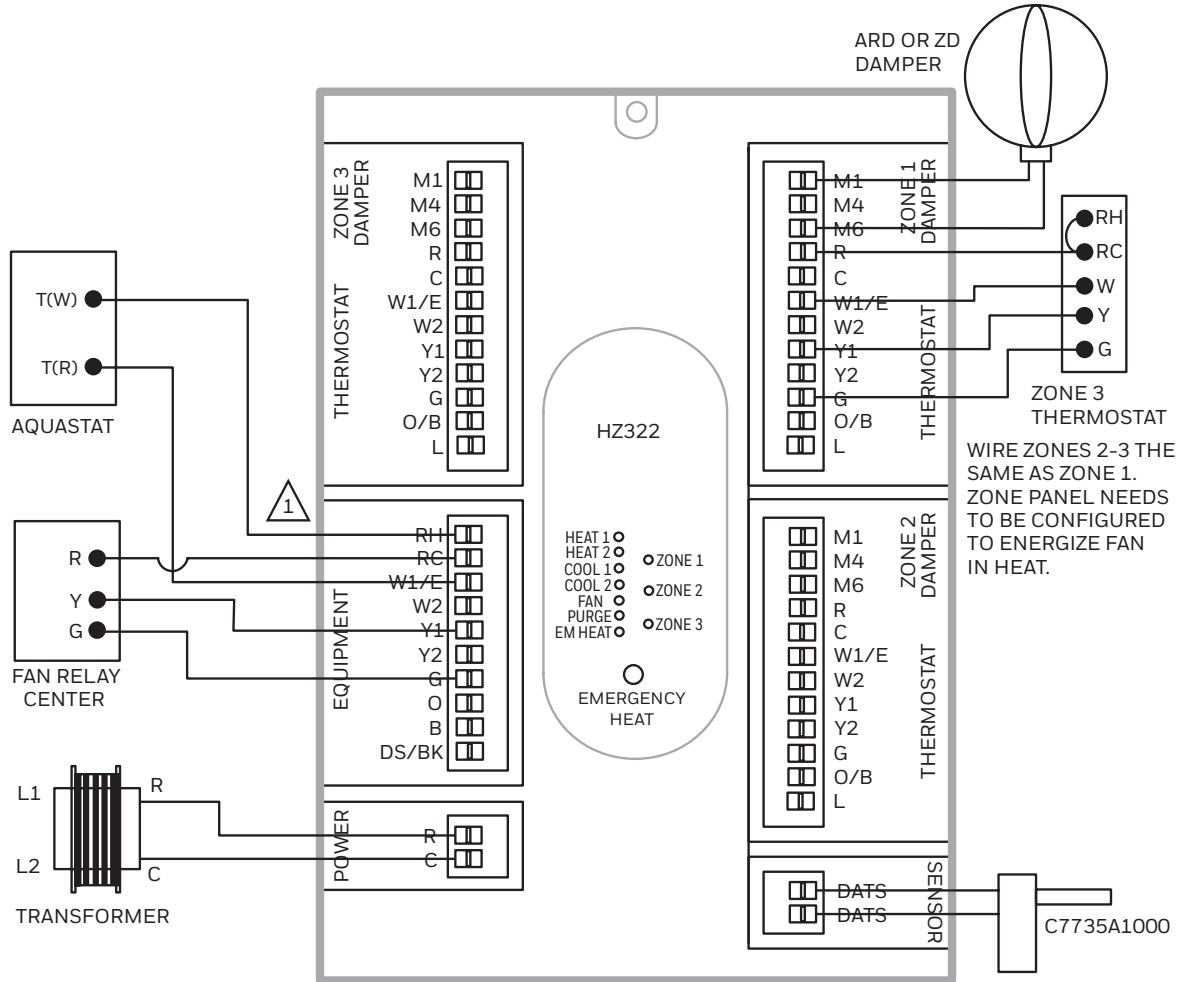 ARD OR ZD
DAMPER
ZONE 3
DAMPER
THERMOSTAT
M1
M4
M6
R
C
W1/E
W2
Y1
Y2
G
O/B
L
ZONE 1
DAMPER
THERMOSTAT
M1
M4
M6
R
C
W1/E
W2
Y1
Y2
G
O/B
L
RH
RC
W
Y
G
ZONE 3
THERMOSTAT
WIRE ZONES 2-3 THE
SAME AS ZONE 1.
ZONE PANEL NEEDS
TO BE CONFIGURED
TO ENERGIZE FAN
IN HEAT.
T(W)
T(R)
AQUASTAT
HZ322
1
R
Y
G
FAN RELAY
CENTER
EQUIPMENT
RH
RC
W1/E
W2
Y1
Y2
G
O
B
DS/BK
HEAT 1
HEAT 2
COOL 1
COOL 2
FAN
PURGE
EM HEAT
ZONE 1
ZONE 2
ZONE 3
EMERGENCY
HEAT
ZONE 2
DAMPER
THERMOSTAT
M1
M4
M6
R
C
W1/E
W2
Y1
Y2
G
O/B
L
L1
L2
R
C
TRANSFORMER
POWER
R
C
DATS
DATS
SENSOR
C7735A1000